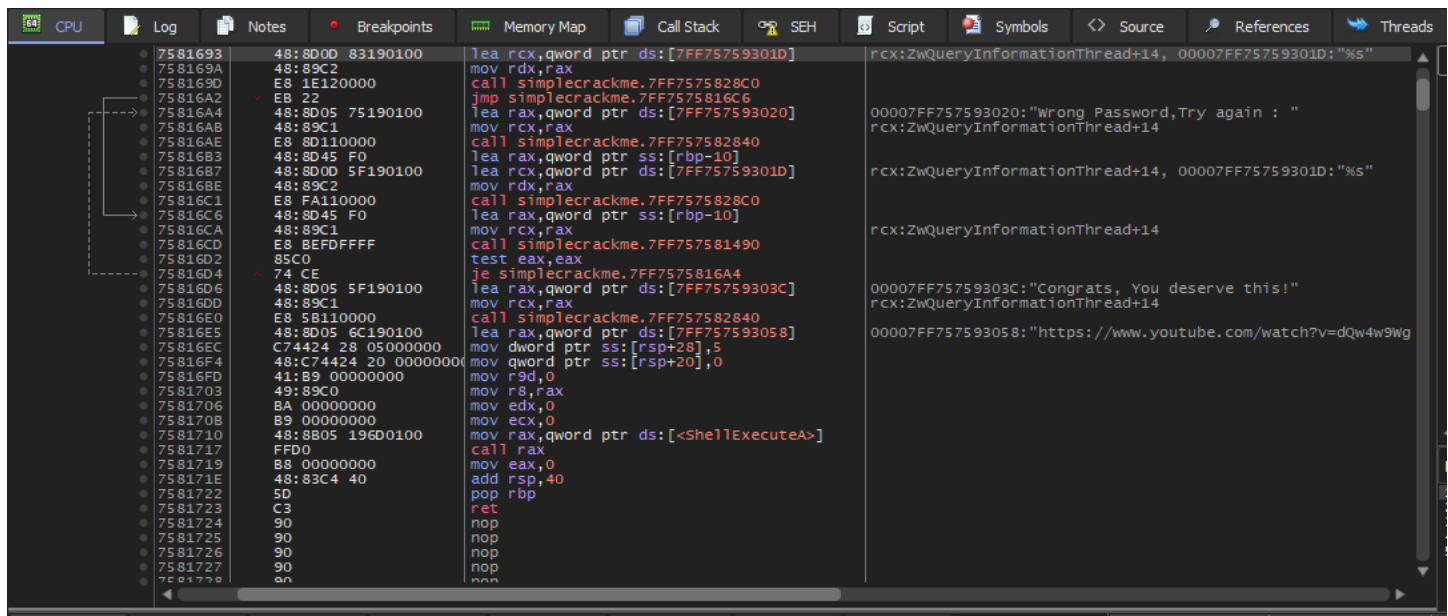 CPU Log Notes Breakpoints Memory Map Call Stack SEH Script Symbols Source References Threads
7581693 48:8D0D 83190100 lea rcx,qword ptr ds:[7FF75759301D] rcx:ZwQueryInformationThread+14, 00007FF75759301D:"%s"
758169A 48:89C2 mov rdx,rax
758169D E8 1E120000 call simplecrackme.7FF7575828C0
75816A2 EB 22 jmp simplecrackme.7FF7575816C6
75816A4 48:8D05 75190100 lea rax,qword ptr ds:[7FF757593020] 00007FF757593020:"Wrong Password,Try again : "
75816AB 48:89C1 mov rcx,rax rcx:ZwQueryInformationThread+14
75816AE E8 8D110000 call simplecrackme.7FF757582840
75816B3 48:8D45 F0 lea rax,qword ptr ss:[rbp-10]
75816B7 48:8D0D 5F190100 lea rcx,qword ptr ds:[7FF75759301D] rcx:ZwQueryInformationThread+14, 00007FF75759301D:"%s"
75816BE 48:89C2 mov rdx,rax
75816C1 E8 FA110000 call simplecrackme.7FF7575828C0
75816C6 48:8D45 F0 lea rax,qword ptr ss:[rbp-10]
75816CA 48:89C1 mov rcx,rax rcx:ZwQueryInformationThread+14
75816CD E8 BEFDFFFF call simplecrackme.7FF757581490
75816D2 85C0 test eax,eax
75816D4 74 CE je simplecrackme.7FF7575816A4
75816D6 48:8D05 5F190100 lea rax,qword ptr ds:[7FF75759303C] 00007FF75759303C:"Congrats, You deserve this!"
75816DD 48:89C1 mov rcx,rax rcx:ZwQueryInformationThread+14
75816E0 E8 5B110000 call simplecrackme.7FF757582840
75816E5 48:8D05 6C190100 lea rax,qword ptr ds:[7FF757593058] 00007FF757593058:"https://www.youtube.com/watch?v=dQw4w9Wg
75816EC C74424 28 05000000 mov dword ptr ss:[rsp+28],5
75816F4 48:C74424 20 00000000 mov qword ptr ss:[rsp+20],0
75816FD 41:B9 00000000 mov r9d,0
7581703 49:89C0 mov r8,rax
7581706 BA 00000000 mov edx,0
758170B B9 00000000 mov ecx,0
7581710 48:8B05 196D0100 mov rax,qword ptr ds:[<ShellExecuteA>]
7581717 FFD0 call rax
7581719 B8 00000000 mov eax,0
758171E 48:83C4 40 add rsp,40
7581722 5D pop rbp
7581723 C3 ret
7581724 90 nop
7581725 90 nop
7581726 90 nop
7581727 90 nop
7581728 90 nop